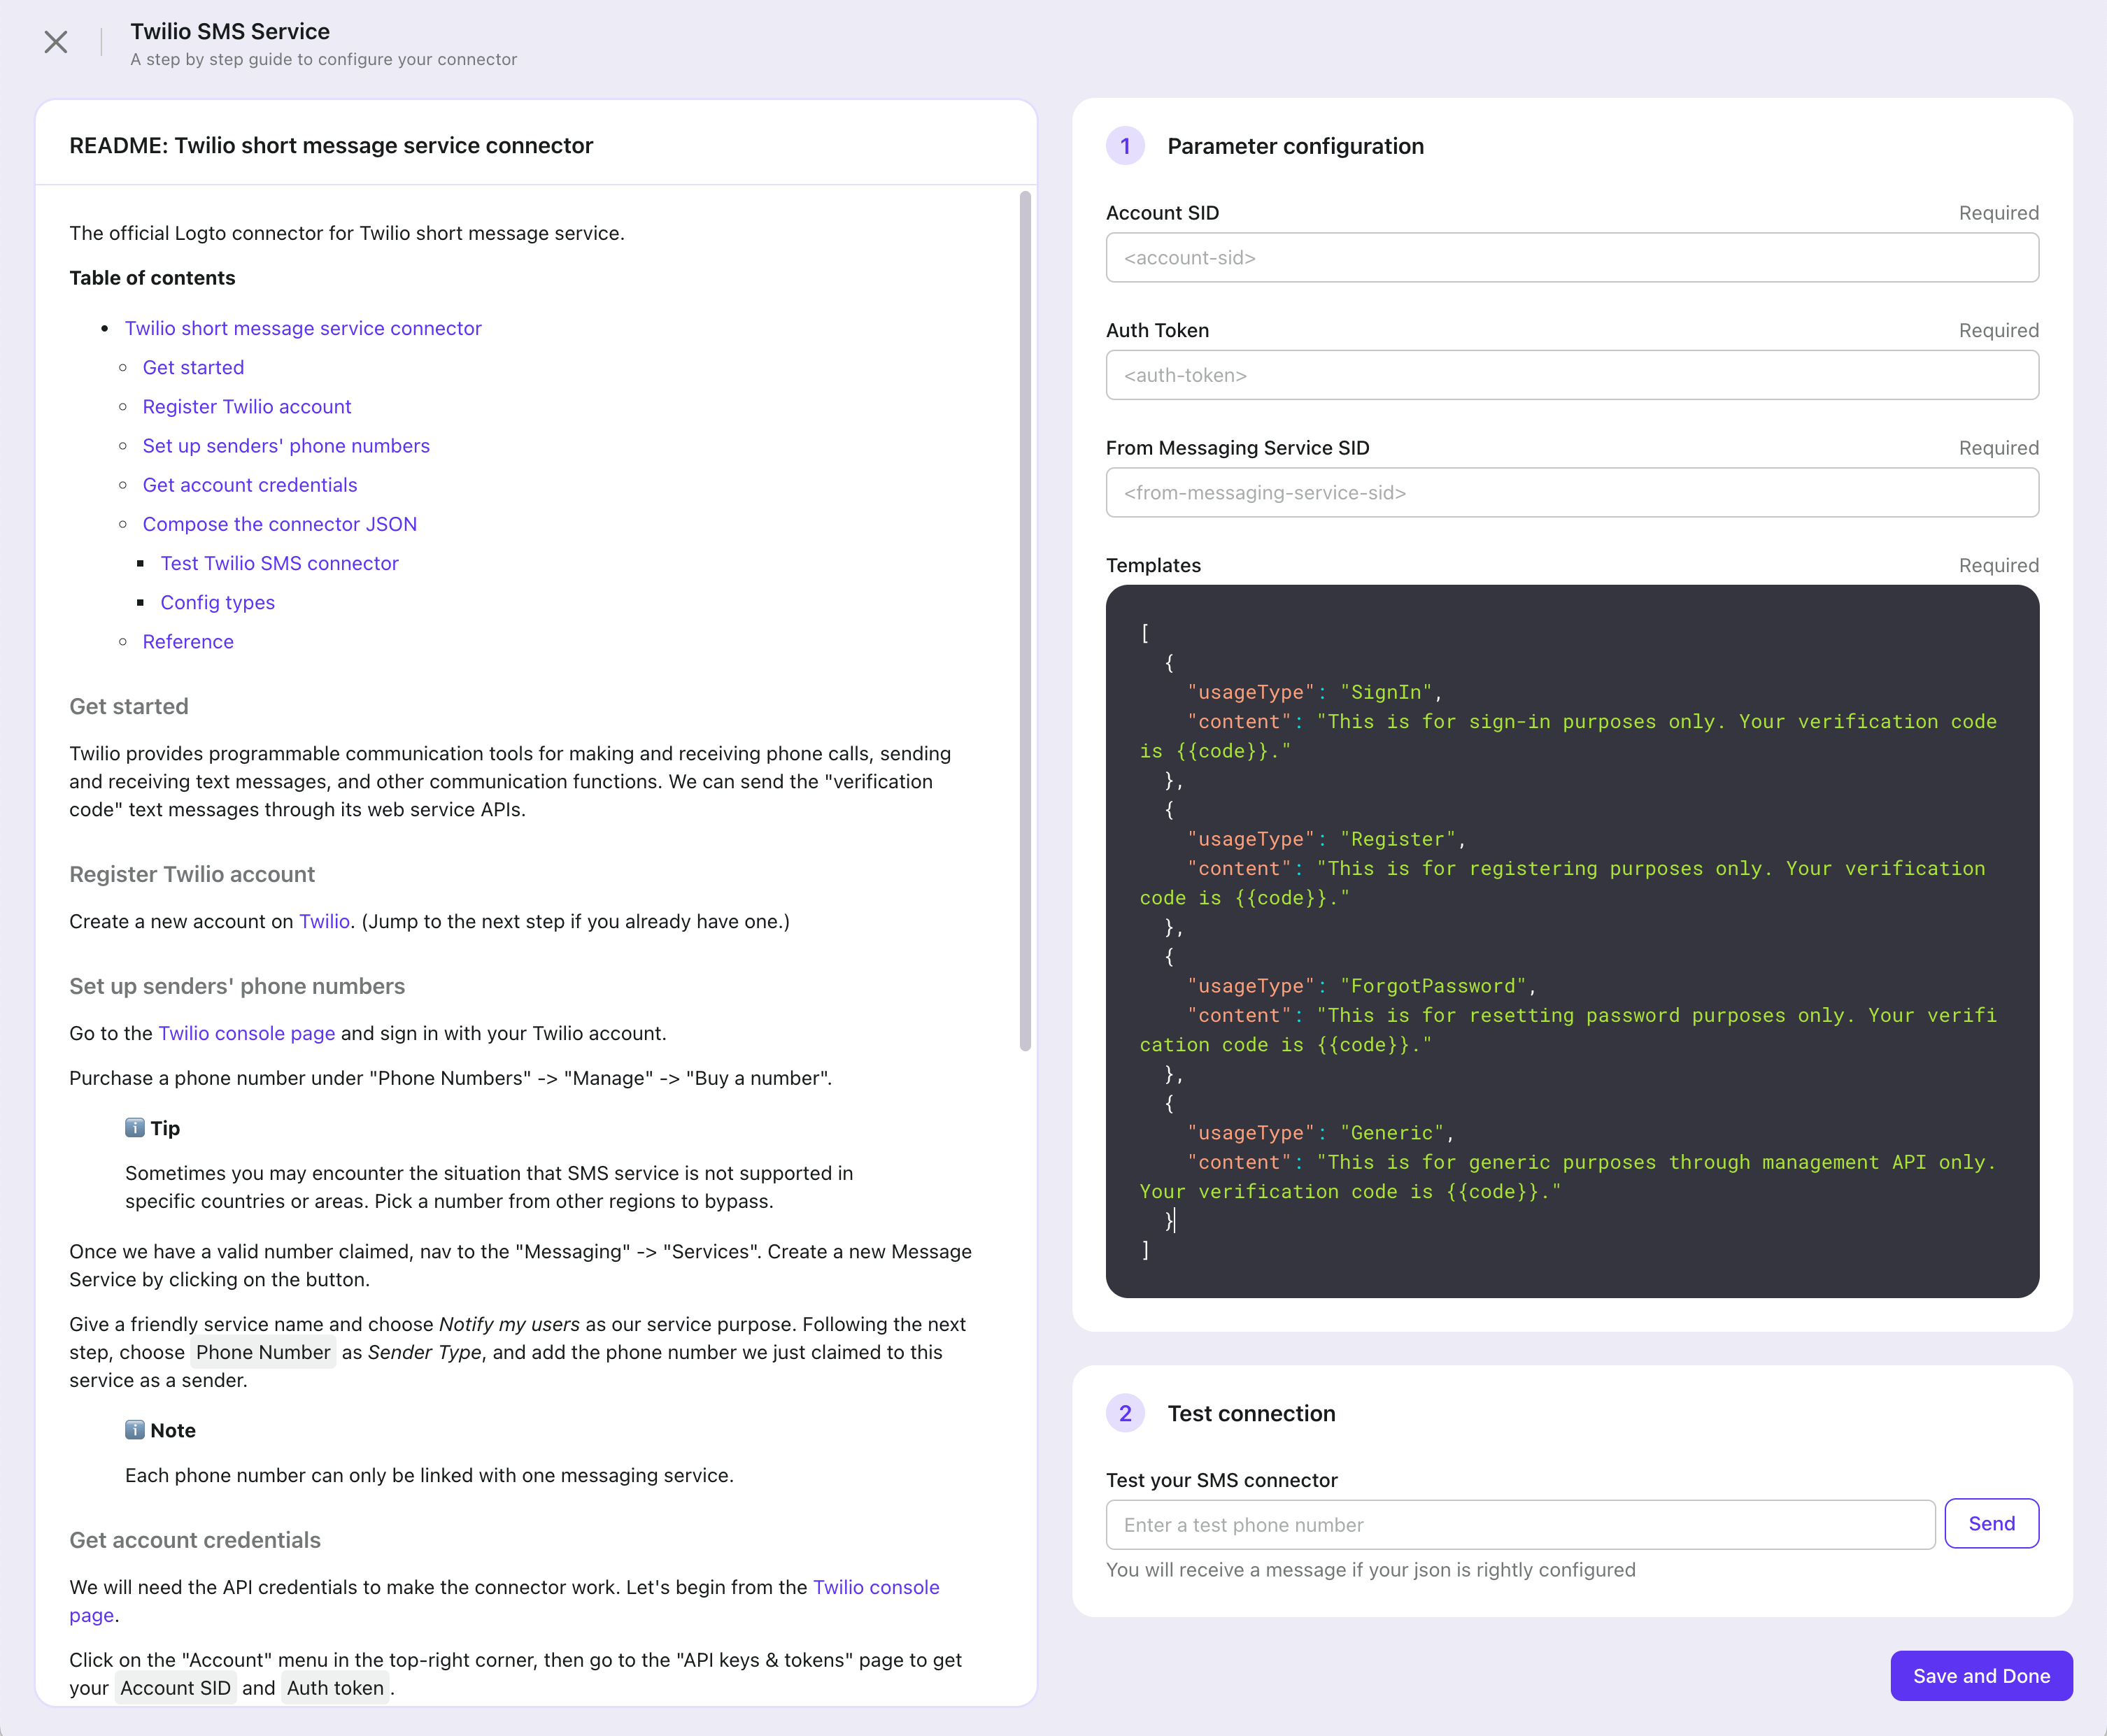 Twilio SMS Service
A step by step guide to configure your connector
README: Twilio short message service connector
The official Logto connector for Twilio short message service.
Table of contents
Twilio short message service connector
Get started
Register Twilio account
Set up senders' phone numbers
Get account credentials
Compose the connector JSON
Test Twilio SMS connector
Config types
Reference
Get started
Twilio provides programmable communication tools for making and receiving phone calls, sending
and receiving text messages, and other communication functions. We can send the "verification
code" text messages through its web service APIs.
Register Twilio account
Create a new account on Twilio. (Jump to the next step if you already have one.)
Set up senders' phone numbers
Go to the Twilio console page and sign in with your Twilio account.
Purchase a phone number under "Phone Numbers" -> "Manage" -> "Buy a number".
ℹ️ Tip
Sometimes you may encounter the situation that SMS service is not supported in
specific countries or areas. Pick a number from other regions to bypass.
Once we have a valid number claimed, nav to the "Messaging" -> "Services". Create a new Message
Service by clicking on the button.
Give a friendly service name and choose Notify my users as our service purpose. Following the next
step, choose Phone Number as Sender Type, and add the phone number we just claimed to this
service as a sender.
ℹ️ Note
Each phone number can only be linked with one messaging service.
Get account credentials
We will need the API credentials to make the connector work. Let's begin from the Twilio console
page.
Click on the "Account" menu in the top-right corner, then go to the "API keys & tokens" page to get
your Account SID and Auth token.
1 Parameter configuration
Account SID Required
<account-sid>
Auth Token Required
<auth-token>
From Messaging Service SID Required
<from-messaging-service-sid>
Templates Required
[
{
"usageType": "SignIn",
"content": "This is for sign-in purposes only. Your verification code
is {{code}}."
},
{
"usageType": "Register",
"content": "This is for registering purposes only. Your verification
code is {{code}}."
},
{
"usageType": "ForgotPassword",
"content": "This is for resetting password purposes only. Your verifi
cation code is {{code}}."
},
{
"usageType": "Generic",
"content": "This is for generic purposes through management API only.
Your verification code is {{code}}."
}
]
2 Test connection
Test your SMS connector
Enter a test phone number
Send
You will receive a message if your json is rightly configured
Save and Done